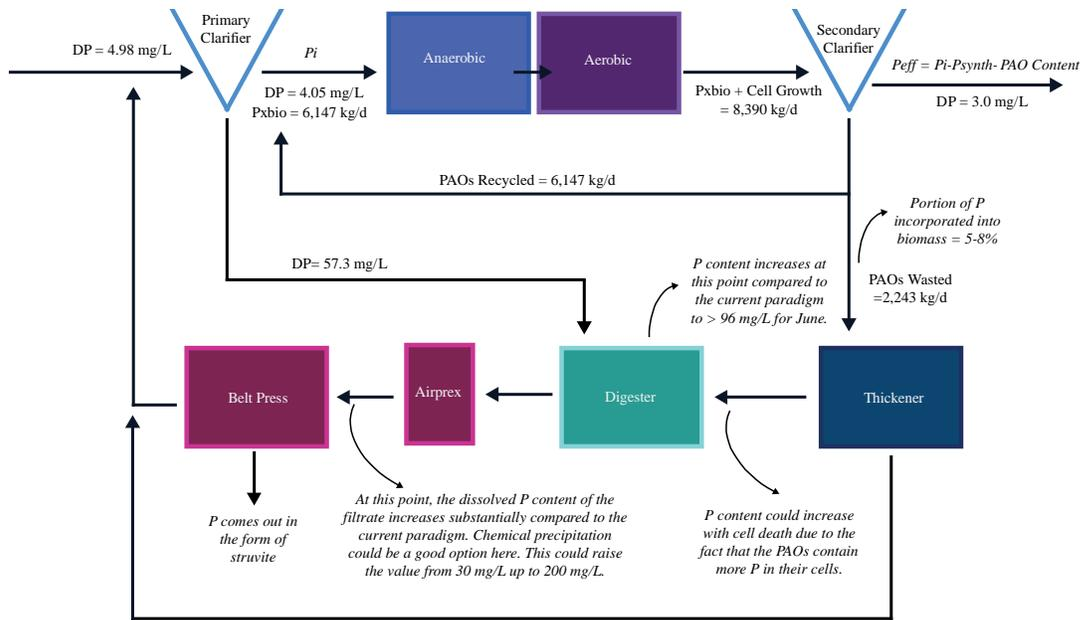 Primary
Clarifier
DP = 4.98 mg/L
Pi
DP = 4.05 mg/L
Pxbio = 6,147 kg/d
Anaerobic
Aerobic
Pxbio + Cell Growth
= 8,390 kg/d
Secondary
Clarifier
Peff = Pi-Psynth- PAO Content
DP = 3.0 mg/L
PAOs Recycled = 6,147 kg/d
Portion of P
incorporated into
biomass = 5-8%
DP= 57.3 mg/L
P content increases at
this point compared to
the current paradigm
to > 96 mg/L for June.
PAOs Wasted
=2,243 kg/d
Belt Press
Airprex
Digester
Thickener
P comes out in
the form of
struvite
At this point, the dissolved P content of the
filtrate increases substantially compared to the
current paradigm. Chemical precipitation
could be a good option here. This could raise
the value from 30 mg/L up to 200 mg/L.
P content could increase
with cell death due to the
fact that the PAOs contain
more P in their cells.